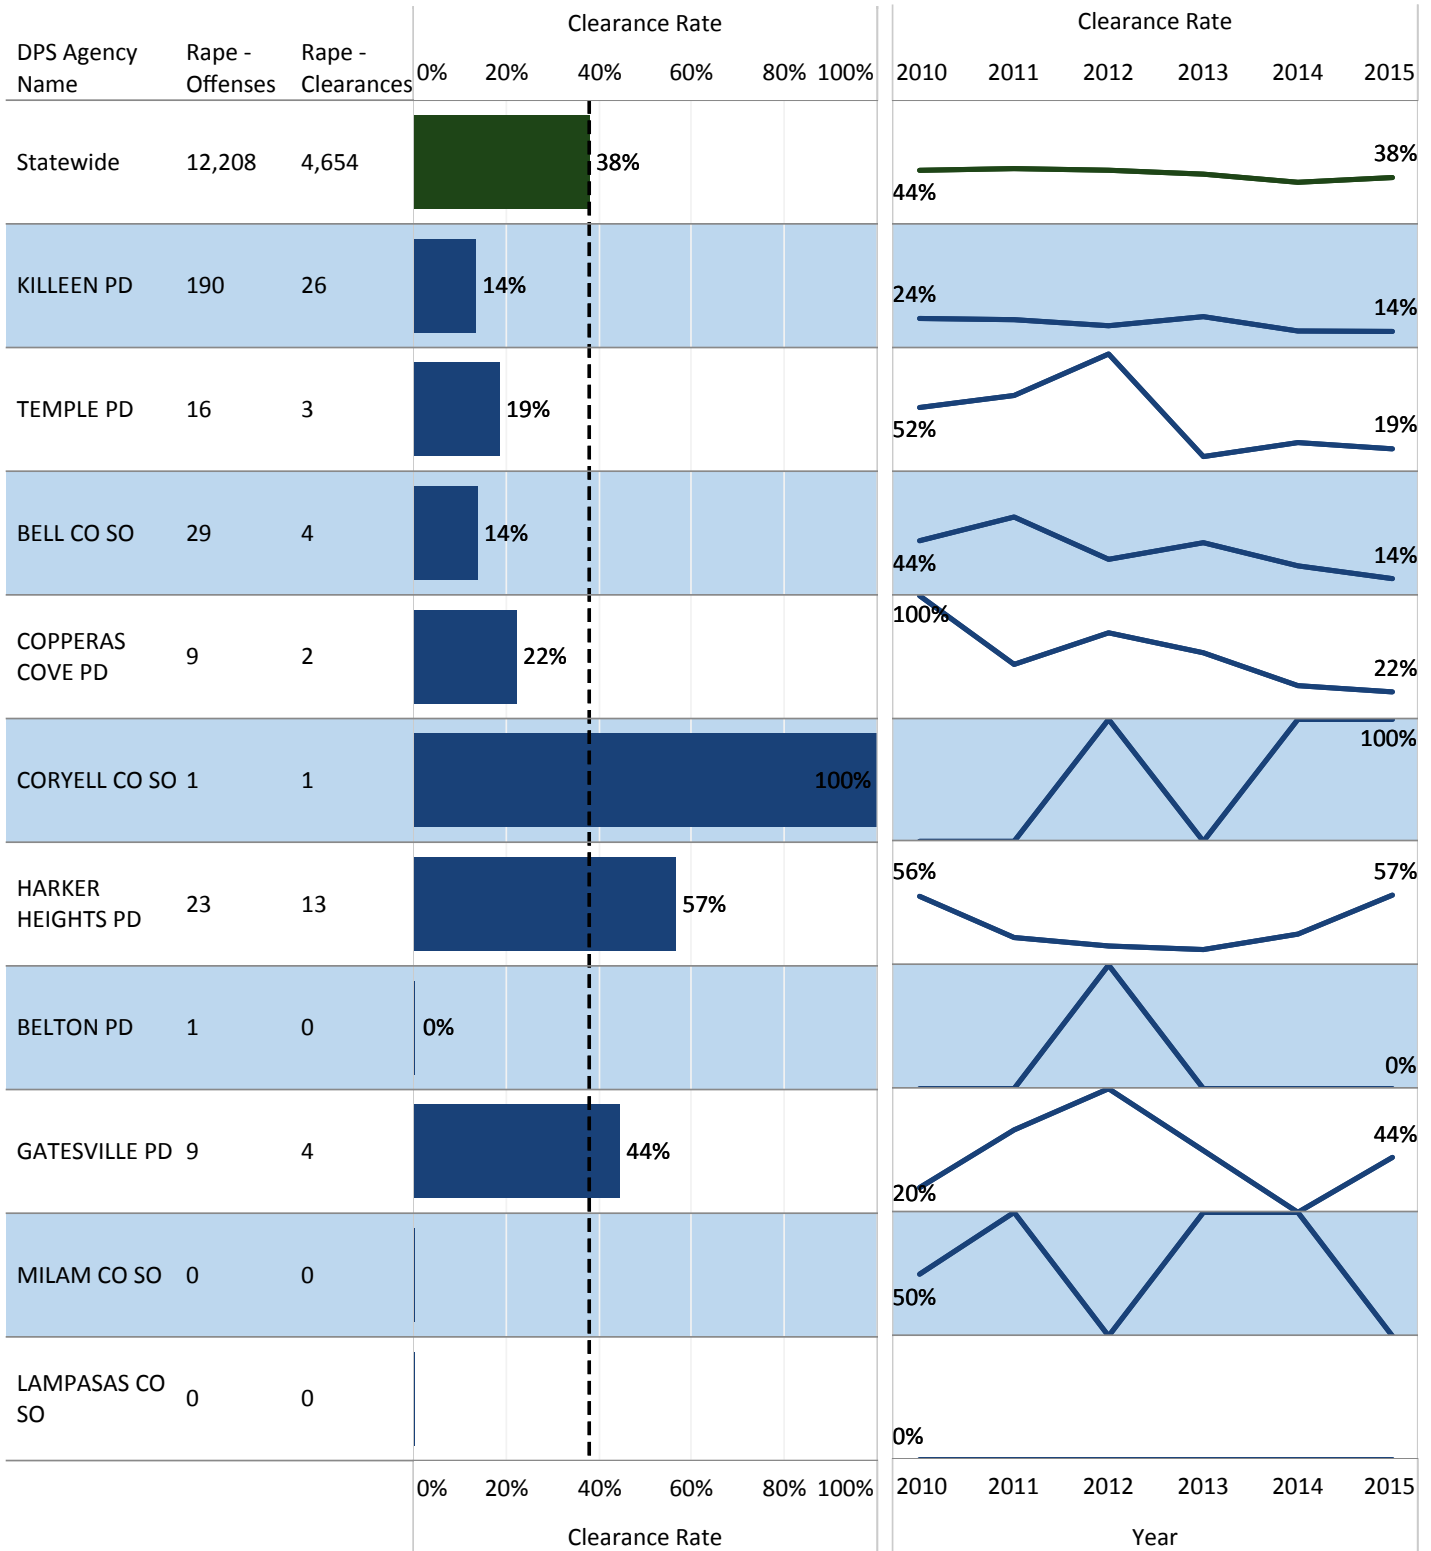 Clearance Rate
Clearance Rate
DPS Agency
Name
Rape -
Offenses
Rape -
Clearances
0% 20% 40% 60% 80% 100%
2010 2011 2012 2013 2014 2015
Statewide 12,208 4,654 38% 44% 38%
KILLEEN PD 190 26 14% 24% 14%
TEMPLE PD 16 3 19% 52% 19%
BELL CO SO 29 4 14% 44% 14%
COPPERAS
COVE PD
9 2 22% 100% 22%
CORYELL CO SO 1 1 100% 100%
HARKER
HEIGHTS PD
23 13 57% 56% 57%
BELTON PD 1 0 0% 0%
GATESVILLE PD 9 4 44% 20% 44%
MILAM CO SO 0 0 50%
LAMPASAS CO
SO
0 0 0%
0% 20% 40% 60% 80% 100%
2010 2011 2012 2013 2014 2015
Clearance Rate
Year